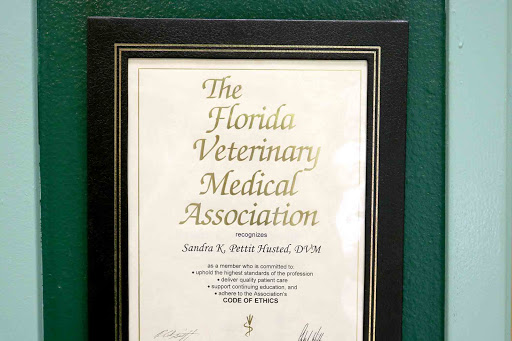 The
Florida
Veterinary
Medical
Association
recognizes
Sandra K. Pettit Husted, DVM
as a member who is committed to:
• uphold the highest standards of the profession
• deliver quality patient care
• support continuing education, and
• adhere to the Association's
CODE OF ETHICS